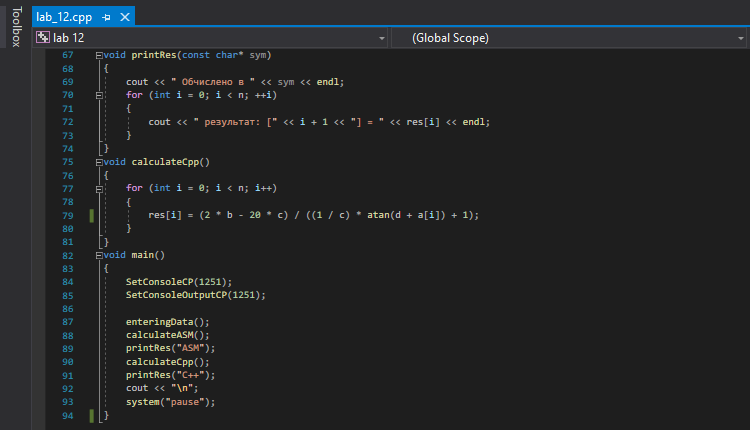 Toolbox
lab_12.cpp
lab 12 (Global Scope)
67 void printRes(const char* sym)
68 {
69 cout << " Обчислено в " << sym << endl;
70 for (int i = 0; i < n; ++i)
71 {
72 cout << " результат: [" << i + 1 << "] = " << res[i] << endl;
73 }
74 }
75 void calculateCpp()
76 {
77 for (int i = 0; i < n; i++)
78 {
79 res[i] = (2 * b - 20 * c) / ((1 / c) * atan(d + a[i]) + 1);
80 }
81 }
82 void main()
83 {
84 SetConsoleCP(1251);
85 SetConsoleOutputCP(1251);
86
87 enteringData();
88 calculateASM();
89 printRes("ASM");
90 calculateCpp();
91 printRes("C++");
92 cout << "\n";
93 system("pause");
94 }